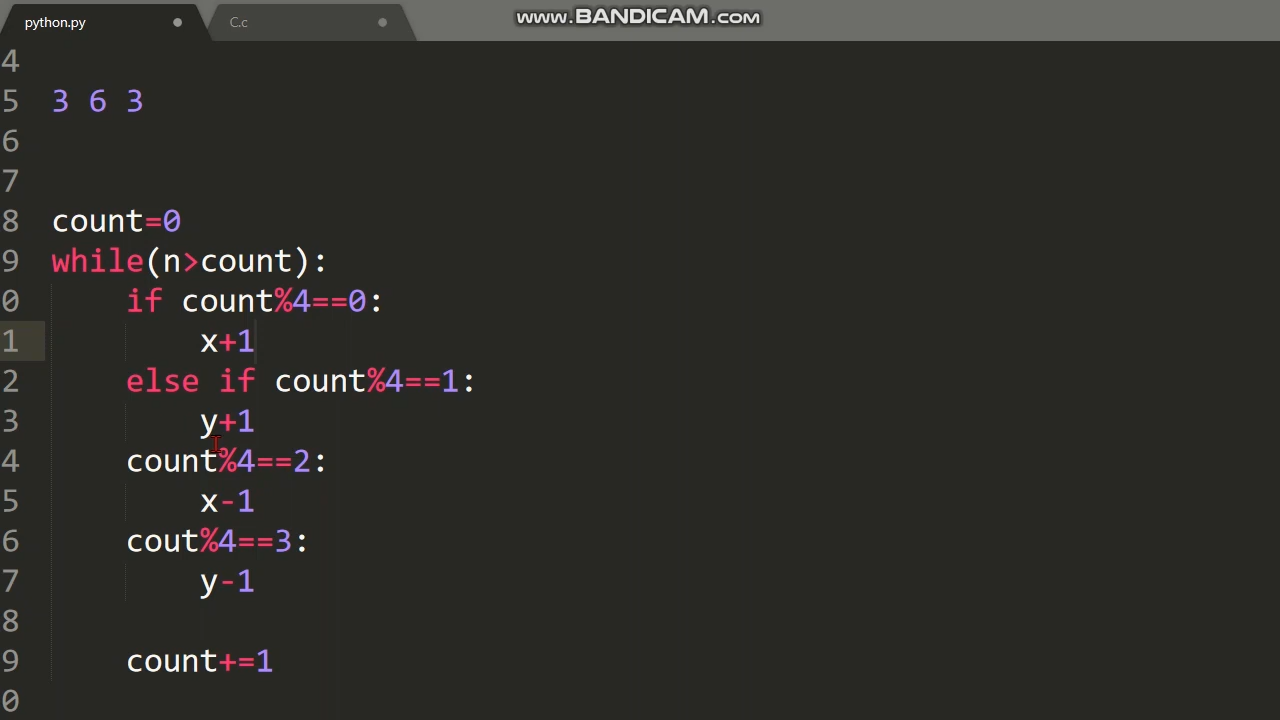 python.py
C.c
www.BANDICAM.com
4
5 3 6 3
6
7
8 count=0
9 while(n>count):
0 if count%4==0:
1 x+1
2 else if count%4==1:
3 y+1
4 count%4==2:
5 x-1
6 cout%4==3:
7 y-1
8
9 count+=1
0